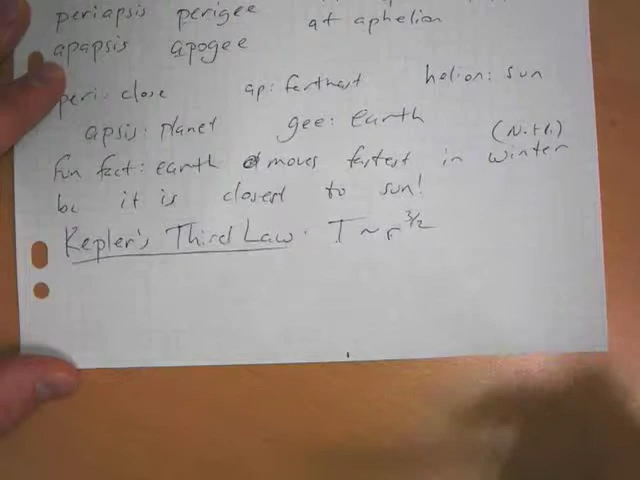 periapsis perigee at aphelion
apapsis apogee
peri: close ap: farthest helion: sun
apsis: planet gee: earth (N.H.)
fun fact: earth moves fastest in winter
bc it is closest to sun!
Kepler's Third Law. T ~ r^3/2